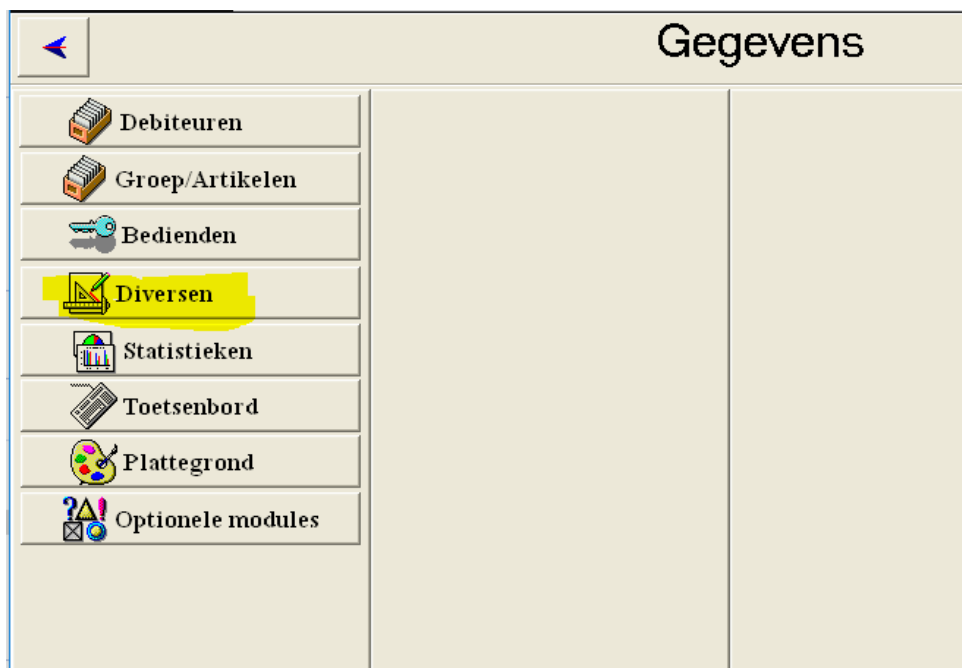 Gegevens
Debiteuren
Groep/Artikelen
Bedienden
Diversen
Statistieken
Toetsenbord
Plattegrond
Optionele modules